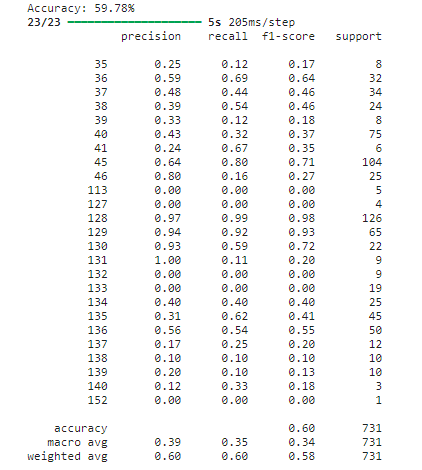 Accuracy: 59.78%
23/23 ━━━━━━━━━━━━━━━━━━━━ 5s 205ms/step
precision recall f1-score support
35 0.25 0.12 0.17 8
36 0.59 0.69 0.64 32
37 0.48 0.44 0.46 34
38 0.39 0.54 0.46 24
39 0.33 0.12 0.18 8
40 0.43 0.32 0.37 75
41 0.24 0.67 0.35 6
45 0.64 0.80 0.71 104
46 0.80 0.16 0.27 25
113 0.00 0.00 0.00 5
127 0.00 0.00 0.00 4
128 0.97 0.99 0.98 126
129 0.94 0.92 0.93 65
130 0.93 0.59 0.72 22
131 1.00 0.11 0.20 9
132 0.00 0.00 0.00 9
133 0.00 0.00 0.00 19
134 0.40 0.40 0.40 25
135 0.31 0.62 0.41 45
136 0.56 0.54 0.55 50
137 0.17 0.25 0.20 12
138 0.10 0.10 0.10 10
139 0.20 0.10 0.13 10
140 0.12 0.33 0.18 3
152 0.00 0.00 0.00 1
accuracy 0.60 731
macro avg 0.39 0.35 0.34 731
weighted avg 0.60 0.60 0.58 731